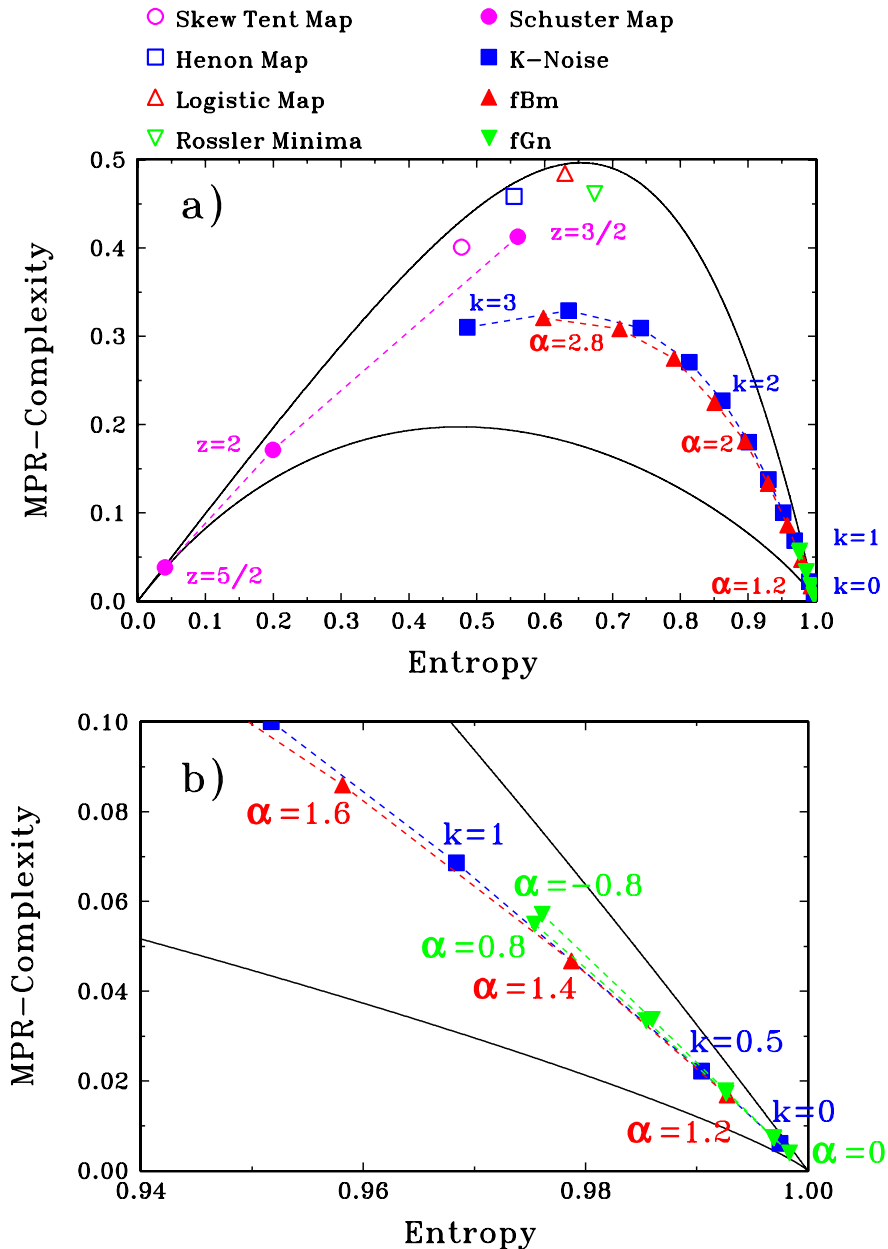 Skew Tent Map
Schuster Map
Henon Map
K-Noise
Logistic Map
fBm
Rossler Minima
fGn
0.5
a)
z=3/2
0.4
k=3
0.3
α=2.8
k=2
0.2
z=2
α=2
0.1
k=1
z=5/2
α=1.2
k=0
0.0
0.0 0.1 0.2 0.3 0.4 0.5 0.6 0.7 0.8 0.9 1.0
MPR-Complexity
Entropy
0.10
b)
α=1.6
0.08
k=1
0.06
α=-0.8
α=0.8
0.04
α=1.4
k=0.5
0.02
k=0
α=1.2
α=0
0.00
0.94 0.96 0.98 1.00
MPR-Complexity
Entropy